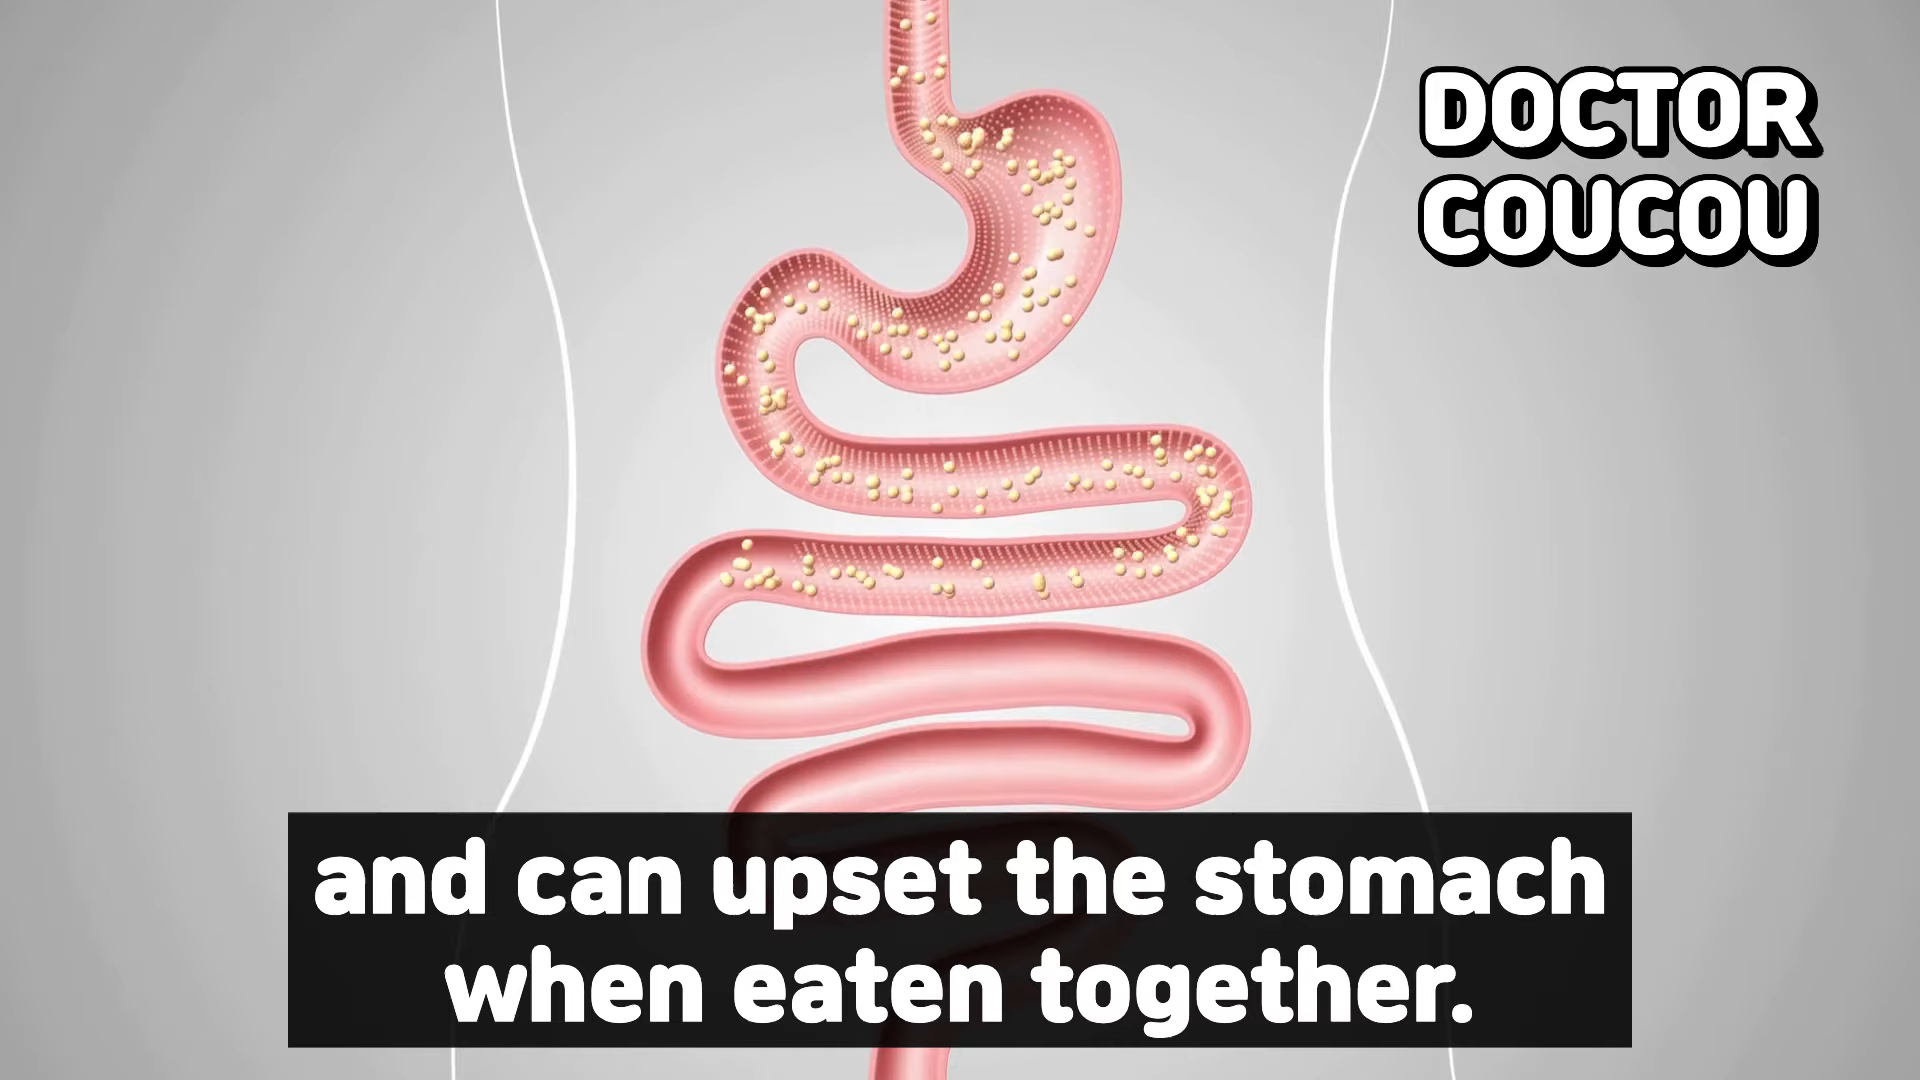 DOCTOR
COUCOU
and can upset the stomach
when eaten together.